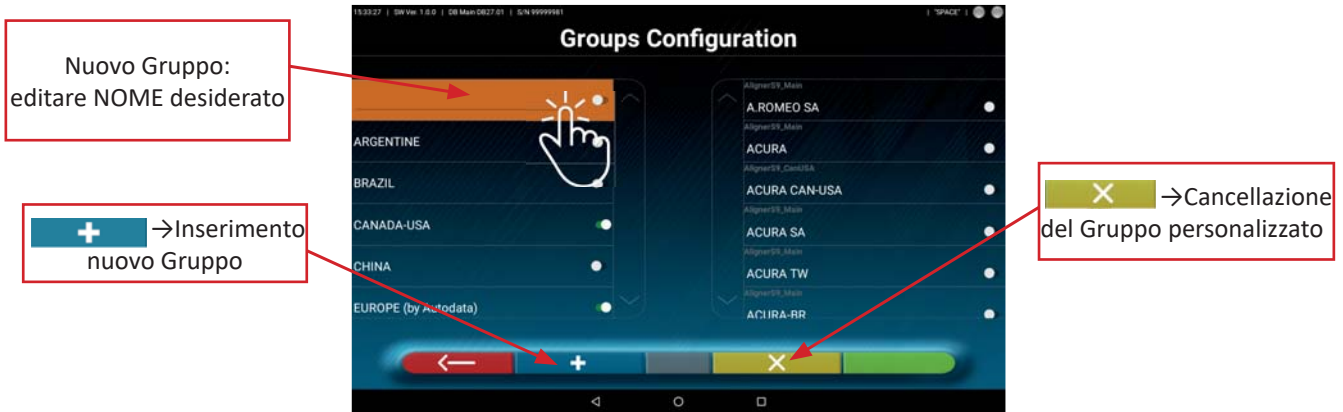 15:33:27 | SW Ver. 1.0.0 | DB Main DB27.01 | S/N 99999981
| "SPACE" |
Groups Configuration
Nuovo Gruppo:
editare NOME desiderato
ARGENTINE
BRAZIL
CANADA-USA
CHINA
EUROPE (by Autodata)
AlignerS9_Main
A.ROMEO SA
AlignerS9_Main
ACURA
AlignerS9_CanUSA
ACURA CAN-USA
AlignerS9_Main
ACURA SA
AlignerS9_Main
ACURA TW
AlignerS9_Main
ACURA-BR
→Inserimento
nuovo Gruppo
→Cancellazione
del Gruppo personalizzato